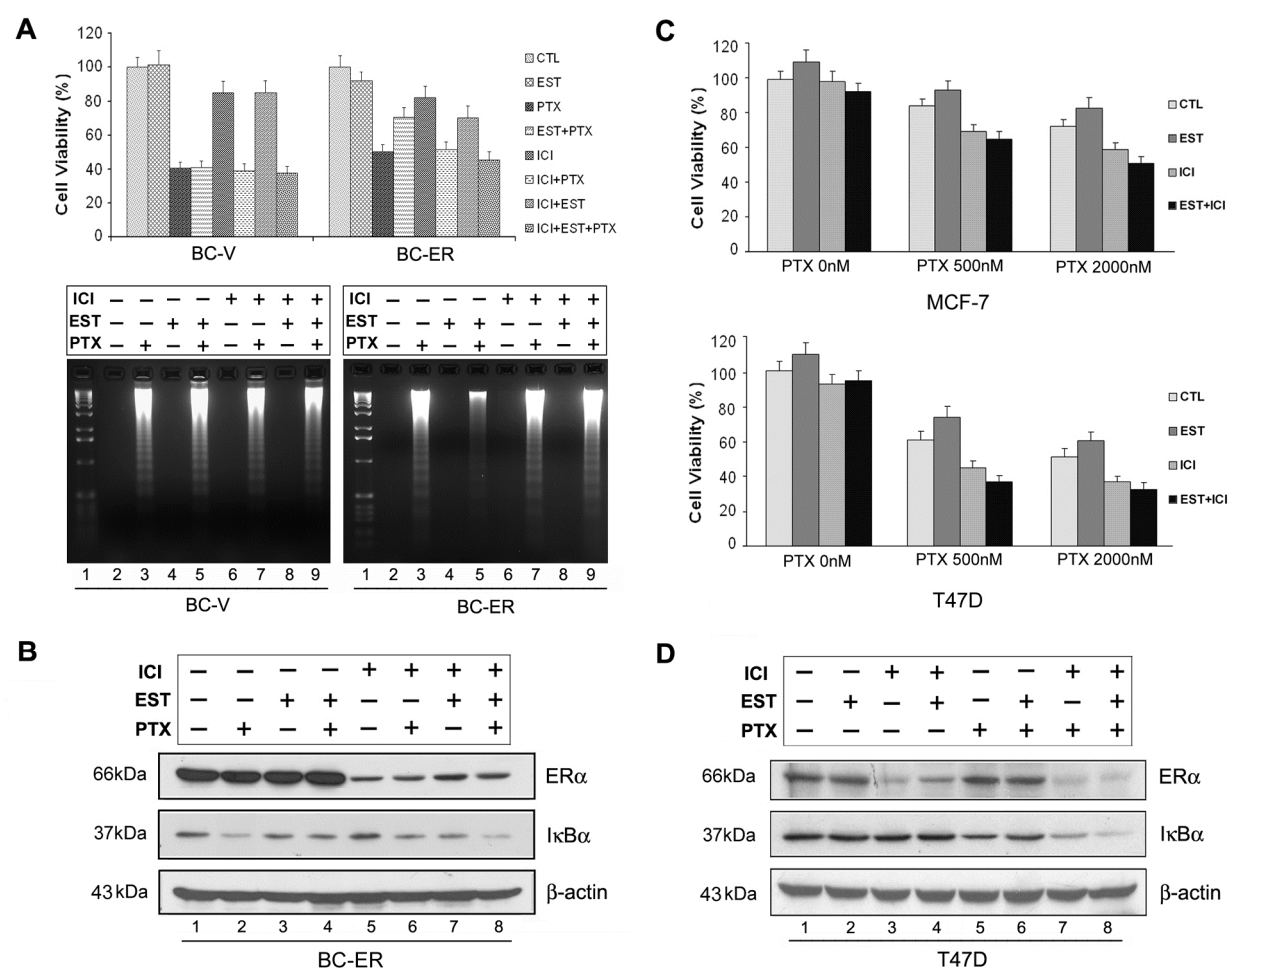 A
Cell Viability (%)
120
100
80
60
40
20
0
BC-V BC-ER
CTL
EST
PTX
EST+PTX
ICI
ICI+PTX
ICI+EST
ICI+EST+PTX
ICI − − − − + + + +
EST − − + + − − + +
PTX − + − + − + − +
1 2 3 4 5 6 7 8 9
BC-V
ICI − − − − + + + +
EST − − + + − − + +
PTX − + − + − + − +
1 2 3 4 5 6 7 8 9
BC-ER
B
ICI − − − − + + + +
EST − − + + − − + +
PTX − + − + − + − +
66kDa ERα
37kDa IκBα
43kDa β-actin
1 2 3 4 5 6 7 8
BC-ER
C
Cell Viability (%)
120
100
80
60
40
20
0
PTX 0nM PTX 500nM PTX 2000nM
MCF-7
CTL
EST
ICI
EST+ICI
Cell Viability (%)
120
100
80
60
40
20
0
PTX 0nM PTX 500nM PTX 2000nM
T47D
CTL
EST
ICI
EST+ICI
D
ICI − − + + − − + +
EST − + − + − + − +
PTX − − − − + + + +
66kDa ERα
37kDa IκBα
43kDa β-actin
1 2 3 4 5 6 7 8
T47D